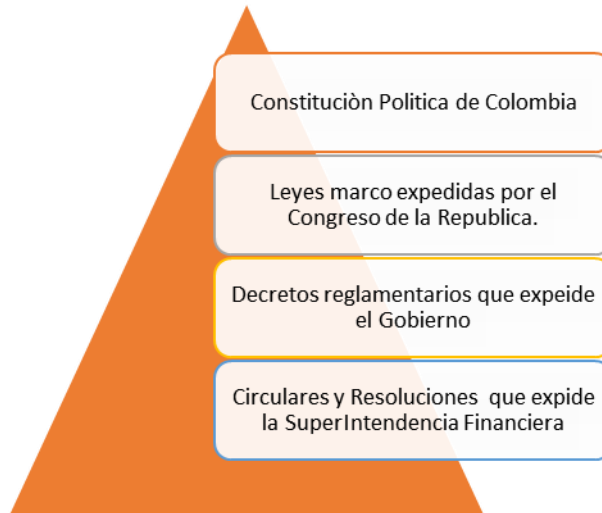 Constituciòn Politica de Colombia
Leyes marco expedidas por el
Congreso de la Republica.
Decretos reglamentarios que expeide
el Gobierno
Circulares y Resoluciones que expide
la SuperIntendencia Financiera